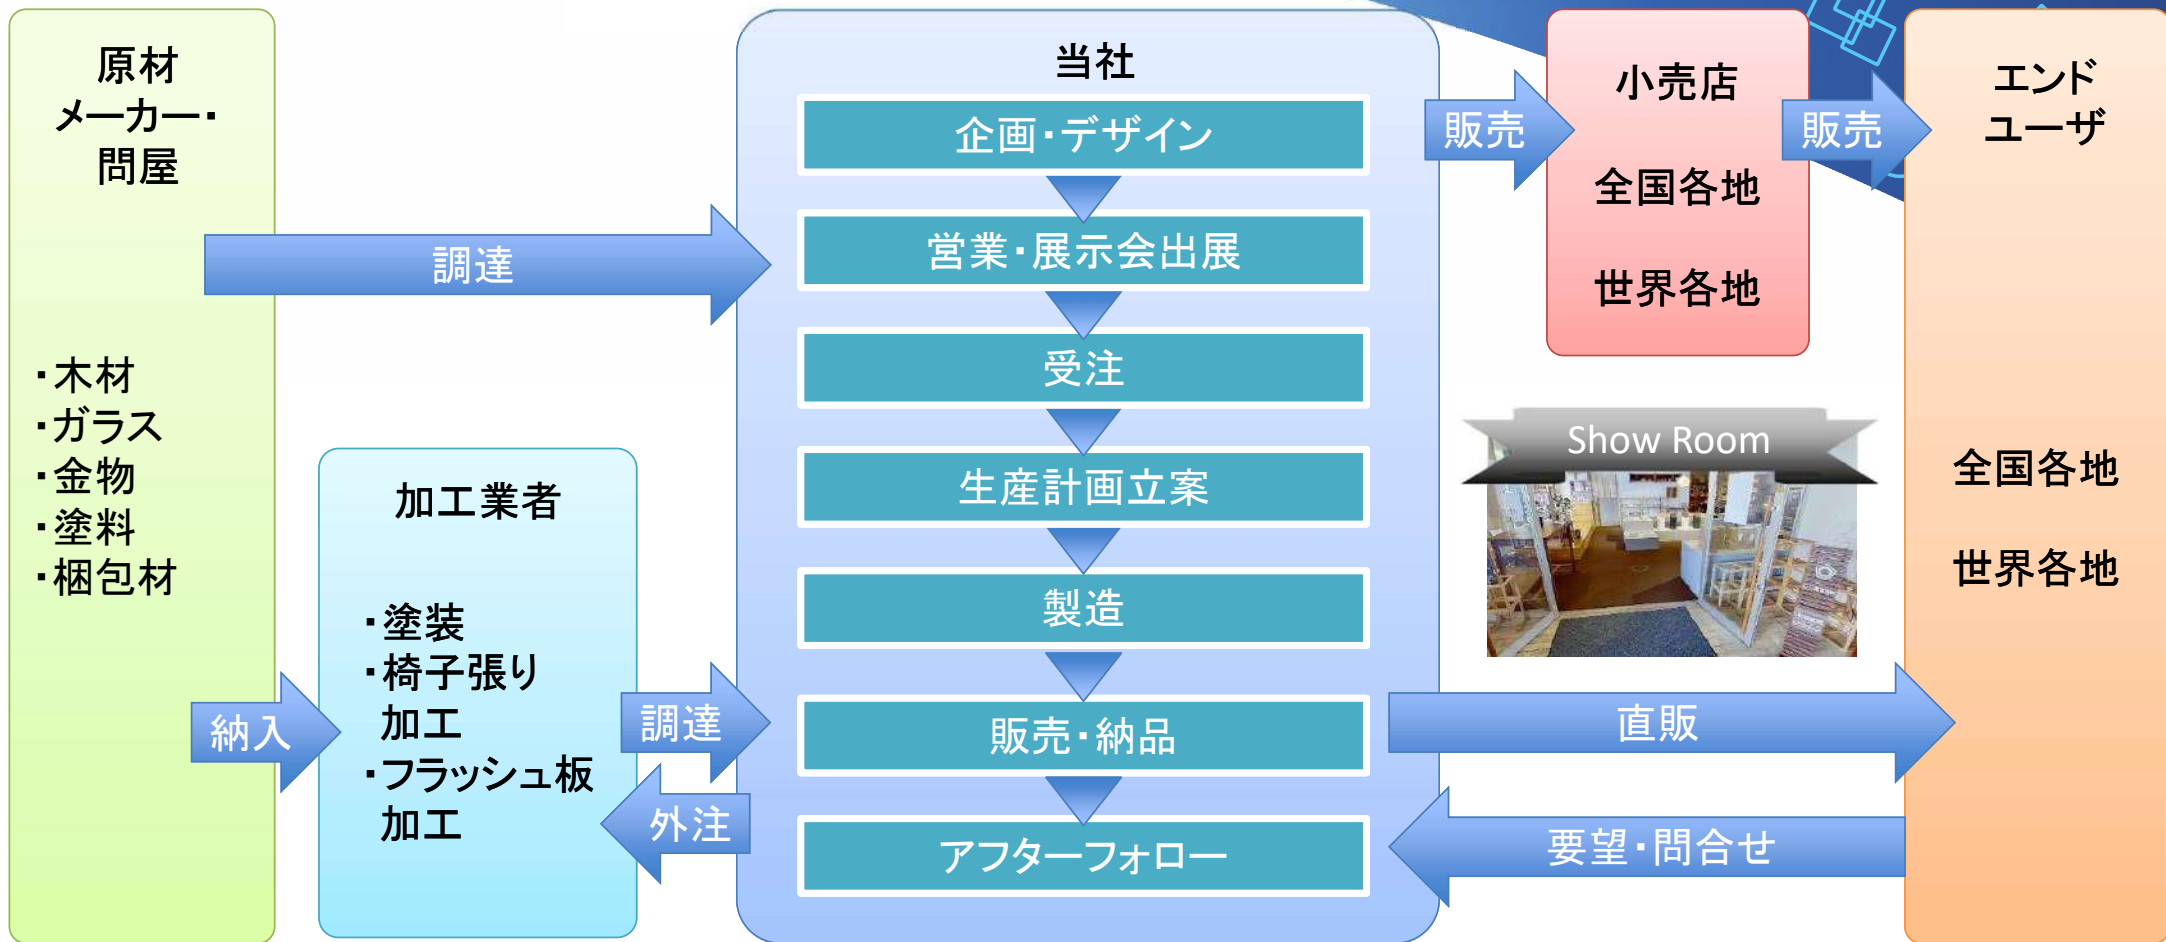 原材
メーカー・
問屋
・木材
・ガラス
・金物
・塗料
・梱包材
調達
納入
加工業者
・塗装
・椅子張り
加工
・フラッシュ板
加工
調達
外注
当社
企画・デザイン
営業・展示会出展
受注
生産計画立案
製造
販売・納品
アフターフォロー
販売
小売店
全国各地
世界各地
販売
Show Room
直販
要望・問合せ
エンド
ユーザ
全国各地
世界各地